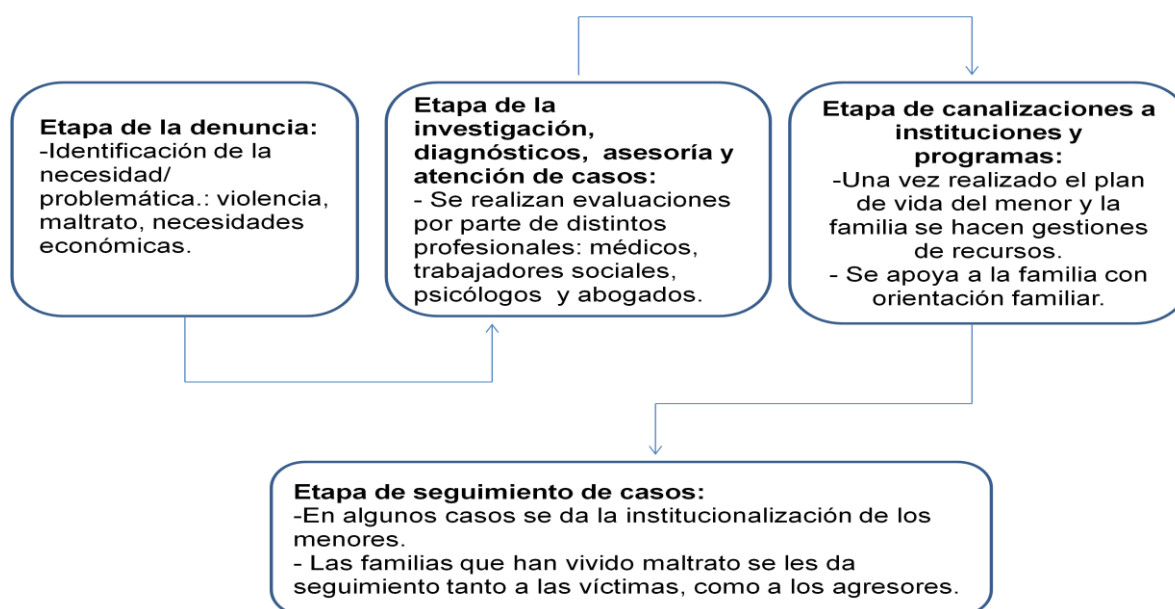 Etapa de la denuncia:
-Identificación de la
necesidad/
problemática.: violencia,
maltrato, necesidades
económicas.
Etapa de la
investigación,
diagnósticos, asesoría y
atención de casos:
- Se realizan evaluaciones
por parte de distintos
profesionales: médicos,
trabajadores sociales,
psicólogos y abogados.
Etapa de canalizaciones a
instituciones y
programas:
-Una vez realizado el plan
de vida del menor y la
familia se hacen gestiones
de recursos.
- Se apoya a la familia con
orientación familiar.
Etapa de seguimiento de casos:
-En algunos casos se da la institucionalización de los
menores.
- Las familias que han vivido maltrato se les da
seguimiento tanto a las víctimas, como a los agresores.